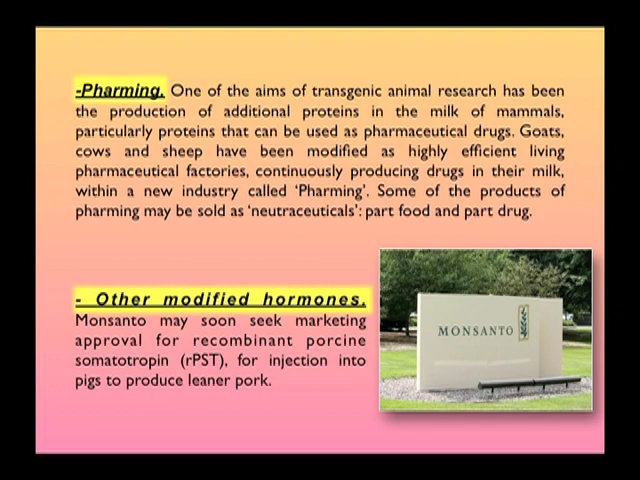 -Pharming. One of the aims of transgenic animal research has been
the production of additional proteins in the milk of mammals,
particularly proteins that can be used as pharmaceutical drugs. Goats,
cows and sheep have been modified as highly efficient living
pharmaceutical factories, continuously producing drugs in their milk,
within a new industry called ‘Pharming’. Some of the products of
pharming may be sold as ‘neutraceuticals’: part food and part drug.
- Other modified hormones.
Monsanto may soon seek marketing
approval for recombinant porcine
somatotropin (rPST), for injection into
pigs to produce leaner pork.
MONSANTO